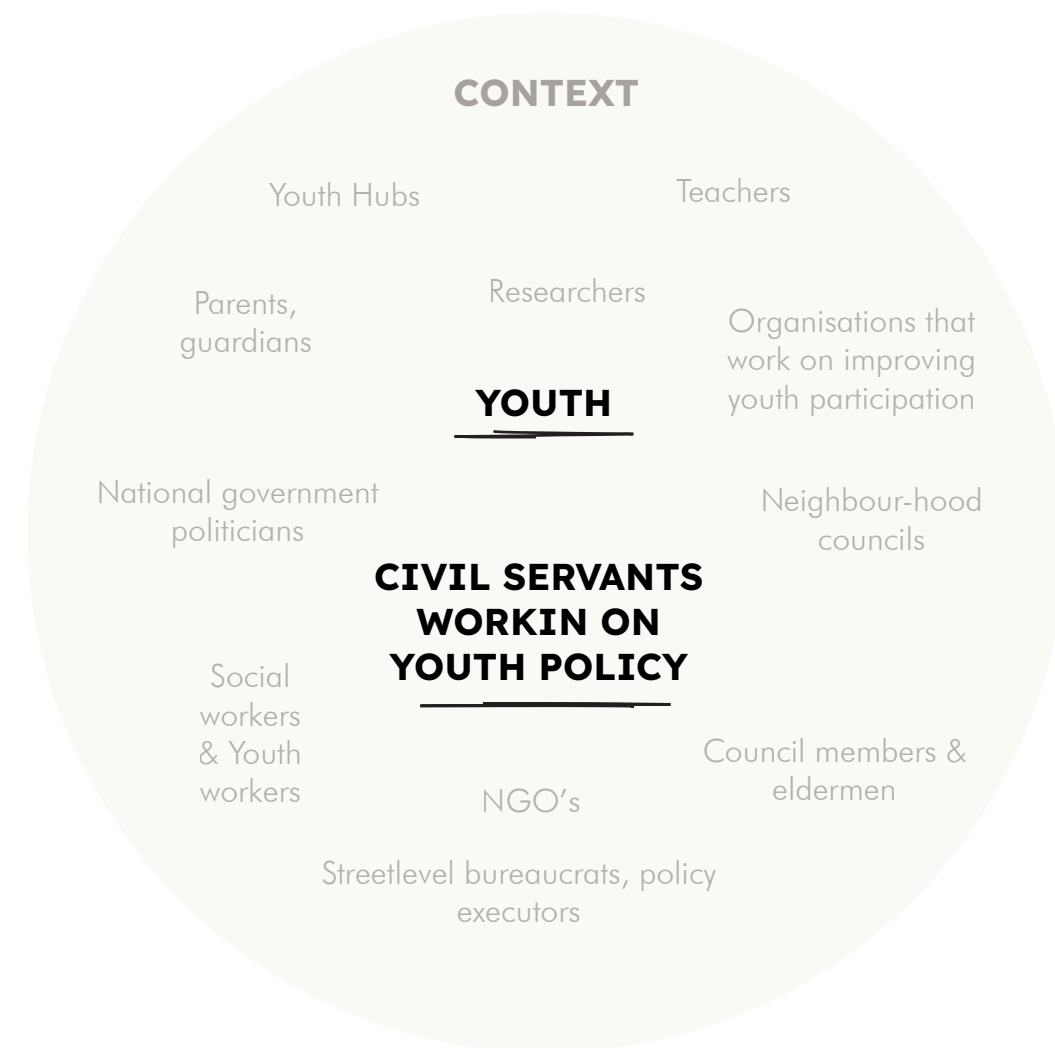 CONTEXT
Youth Hubs
Teachers
Researchers
Parents,
guardians
Organisations that
work on improving
youth participation
YOUTH
National government
politicians
Neighbour-hood
councils
CIVIL SERVANTS
WORKIN ON
YOUTH POLICY
Social
workers
& Youth
workers
Council members &
eldermen
NGO’s
Streetlevel bureaucrats, policy
executors